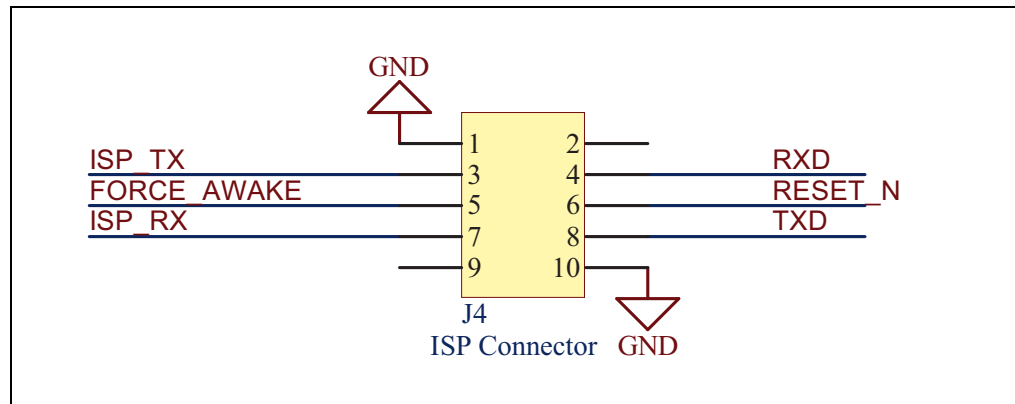 GND
1 2
ISP_TX 3 4 RXD
FORCE_AWAKE 5 6 RESET_N
ISP_RX 7 8 TXD
9 10
J4
ISP Connector GND